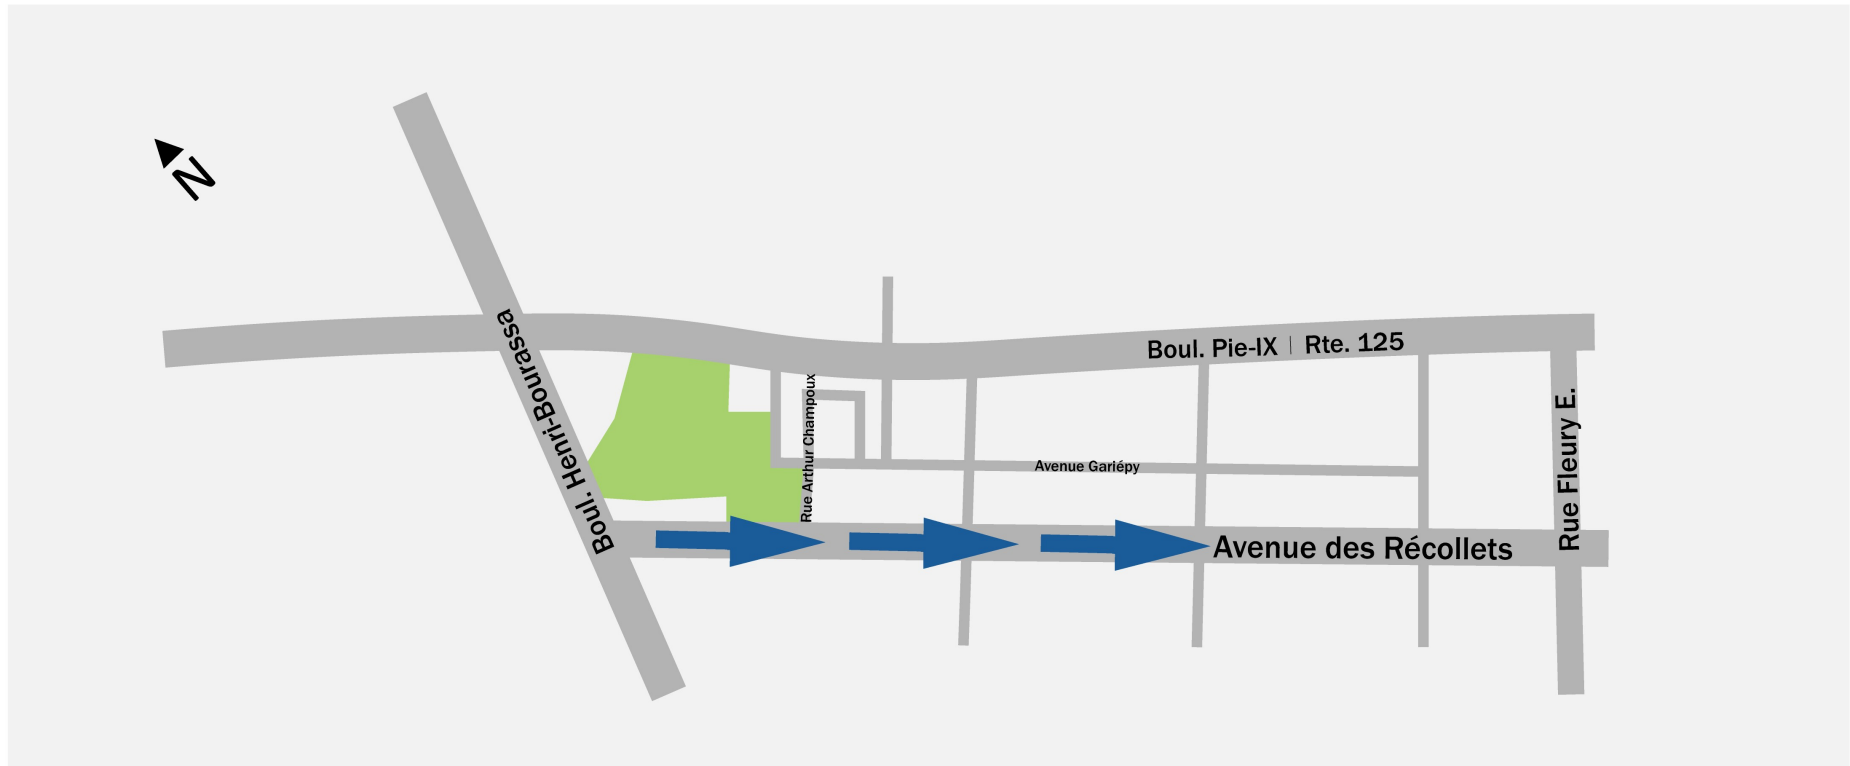 N
Boul. Henri-Bourassa
Boul. Pie-IX | Rte. 125
Rue Arthur Champoux
Avenue Gariépy
Rue Fleury E.
Avenue des Récollets